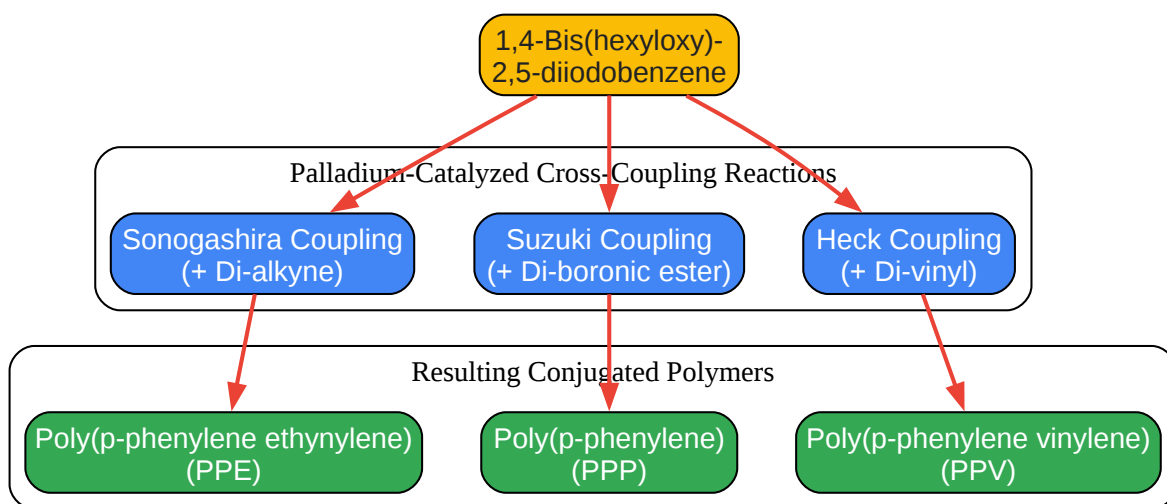 1,4-Bis(hexyloxy)-
2,5-diiodobenzene
Palladium-Catalyzed Cross-Coupling Reactions
Sonogashira Coupling
(+ Di-alkyne)
Suzuki Coupling
(+ Di-boronic ester)
Heck Coupling
(+ Di-vinyl)
Resulting Conjugated Polymers
Poly(p-phenylene ethynylene)
(PPE)
Poly(p-phenylene)
(PPP)
Poly(p-phenylene vinylene)
(PPV)